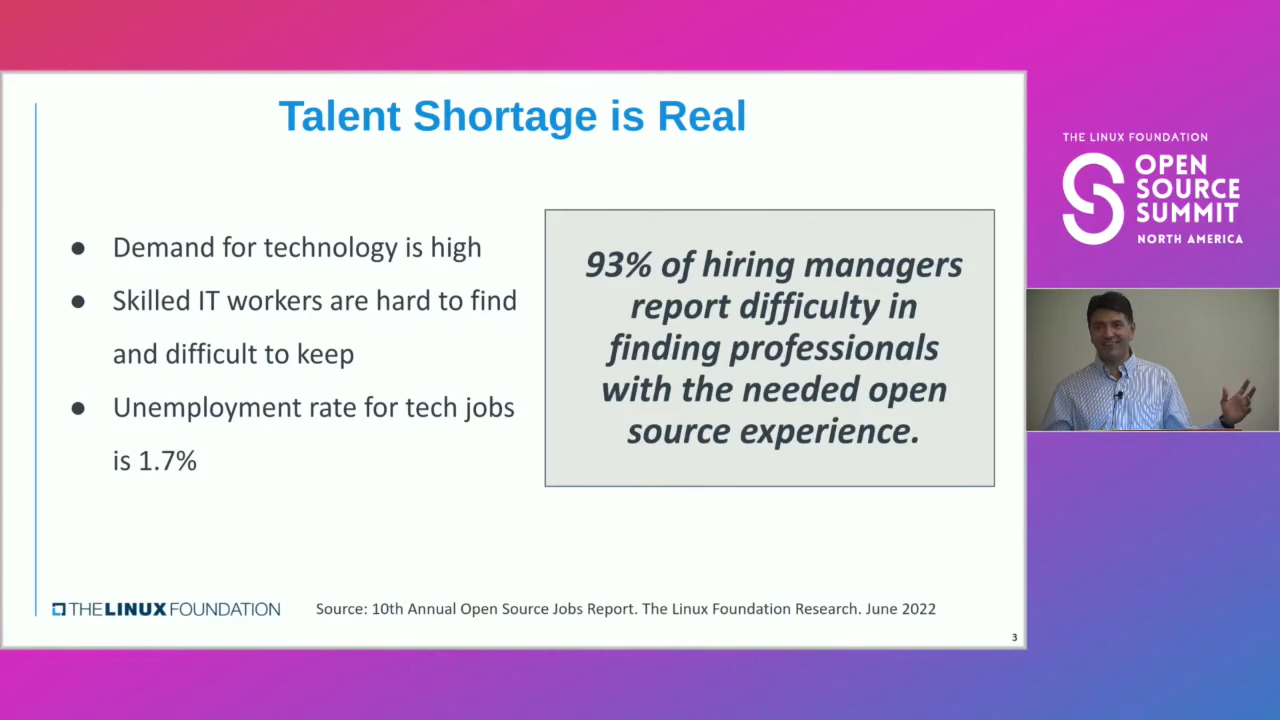 Talent Shortage is Real
● Demand for technology is high
● Skilled IT workers are hard to find
and difficult to keep
● Unemployment rate for tech jobs
is 1.7%
93% of hiring managers
report difficulty in
finding professionals
with the needed open
source experience.
THE LINUX FOUNDATION
Source: 10th Annual Open Source Jobs Report. The Linux Foundation Research. June 2022
3
THE LINUX FOUNDATION
OPEN
SOURCE
SUMMIT
NORTH AMERICA